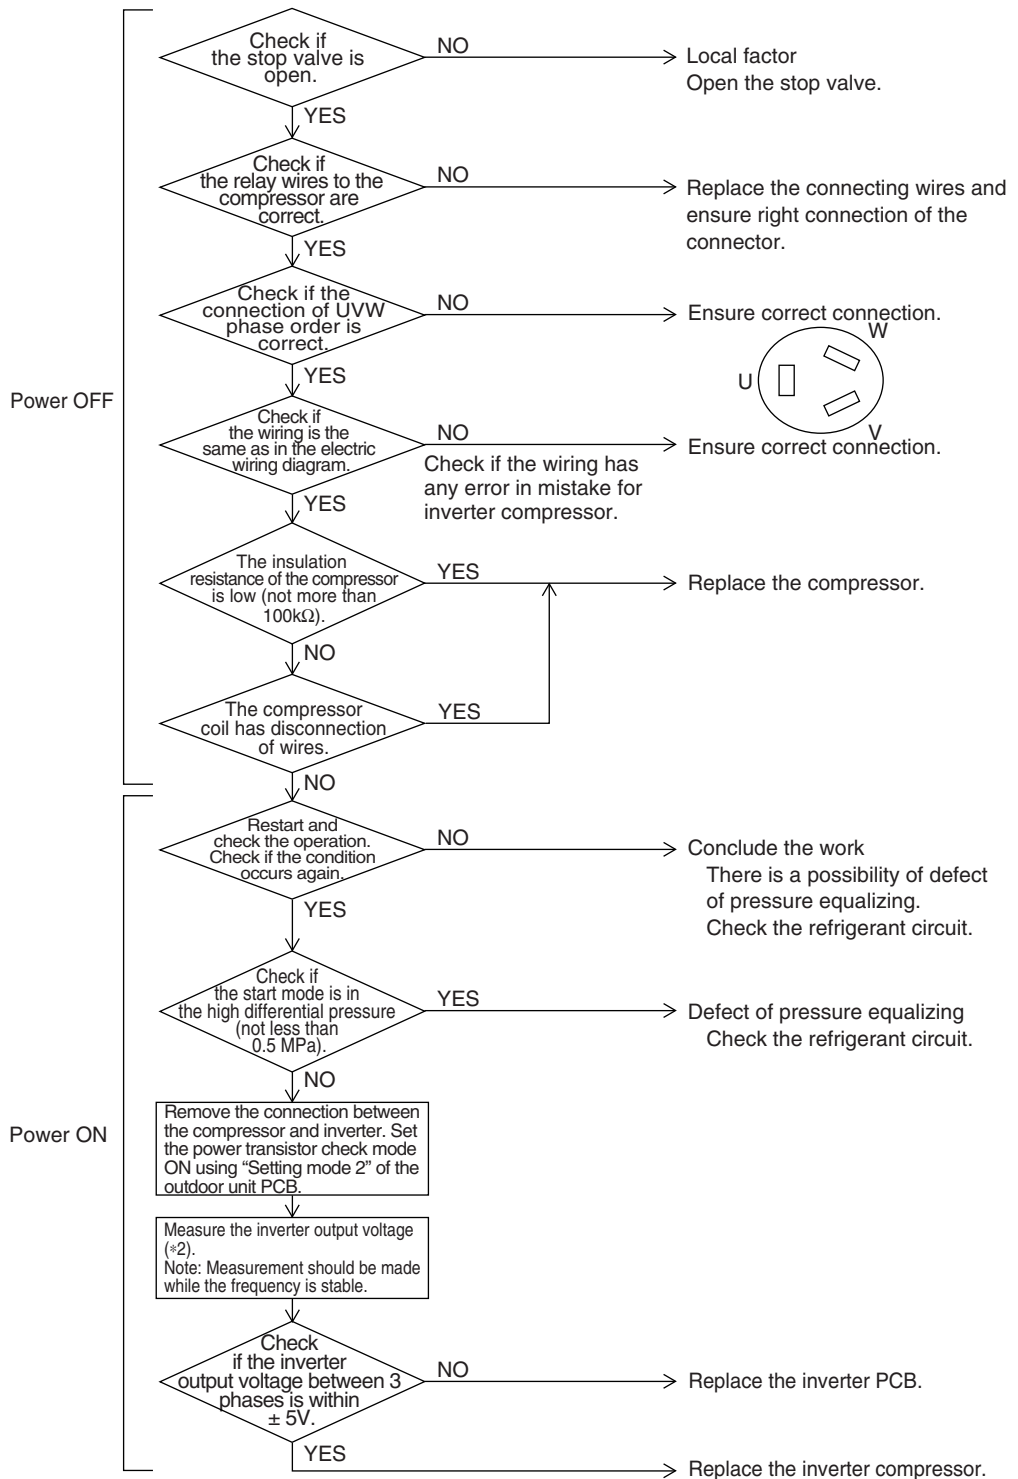 Check if
the stop valve is
open.
NO
Local factor
Open the stop valve.
YES
Check if
the relay wires to the
compressor are
correct.
NO
Replace the connecting wires and
ensure right connection of the
connector.
YES
Check if the
connection of UVW
phase order is
correct.
NO
Ensure correct connection.
W
U
V
YES
Power OFF
Check if
the wiring is the
same as in the electric
wiring diagram.
NO
Check if the wiring has
any error in mistake for
inverter compressor.
Ensure correct connection.
YES
The insulation
resistance of the compressor
is low (not more than
100kΩ).
YES
Replace the compressor.
NO
The compressor
coil has disconnection
of wires.
YES
NO
Restart and
check the operation.
Check if the condition
occurs again.
NO
Conclude the work
There is a possibility of defect
of pressure equalizing.
Check the refrigerant circuit.
YES
Check if
the start mode is in
the high differential pressure
(not less than
0.5 MPa).
YES
Defect of pressure equalizing
Check the refrigerant circuit.
NO
Power ON
Remove the connection between
the compressor and inverter. Set
the power transistor check mode
ON using “Setting mode 2” of the
outdoor unit PCB.
Measure the inverter output voltage
(*2).
Note: Measurement should be made
while the frequency is stable.
Check
if the inverter
output voltage between 3
phases is within
± 5V.
NO
Replace the inverter PCB.
YES
Replace the inverter compressor.